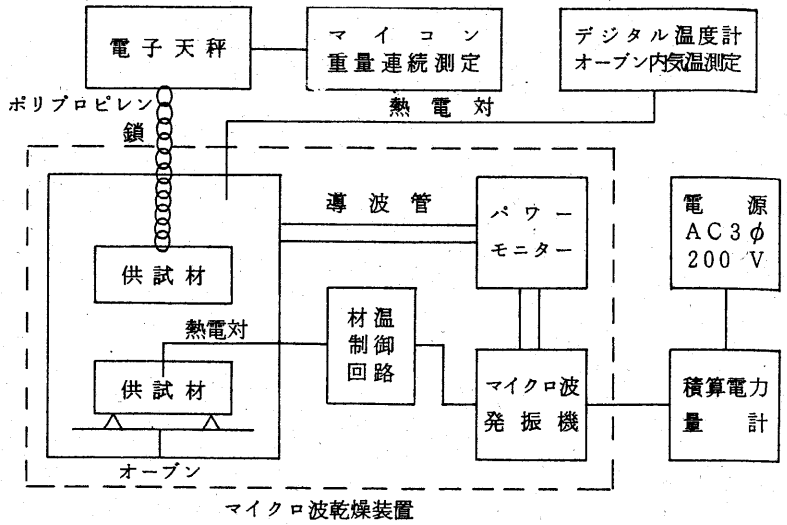 電子天秤
マイコン
重量連続測定
デジタル温度計
オーブン内気温測定
ポリプロピレン
鎖
熱電対
導波管
パワー
モニター
電源
AC3φ
200V
供試材
熱電対
材温
制御
回路
供試材
マイクロ波
発振機
積算電力
量計
オーブン
マイクロ波乾燥装置